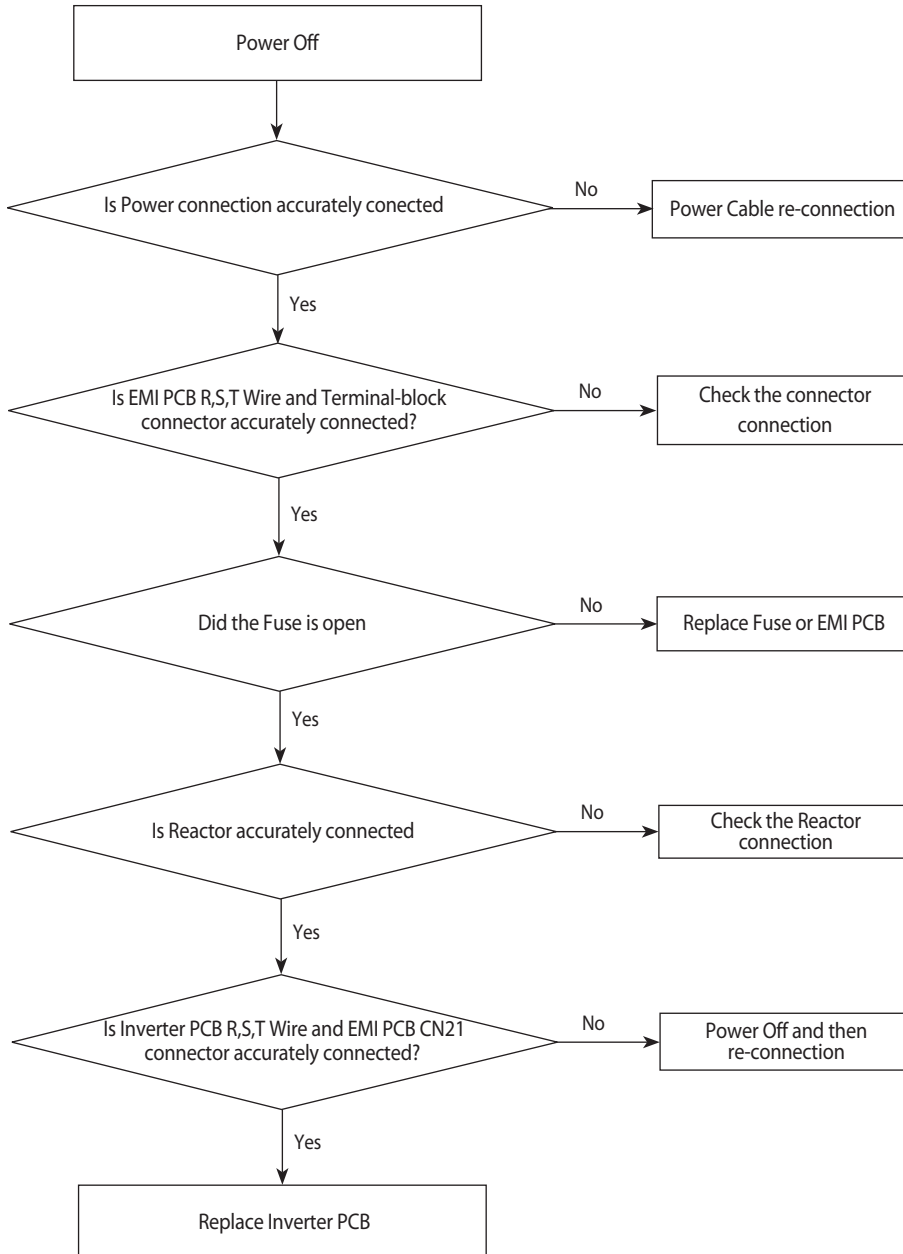 Power Off
Is Power connection accurately conected
No
Power Cable re-connection
Yes
Is EMI PCB R,S,T Wire and Terminal-block
connector accurately connected?
No
Check the connector
connection
Yes
Did the Fuse is open
No
Replace Fuse or EMI PCB
Yes
Is Reactor accurately connected
No
Check the Reactor
connection
Yes
Is Inverter PCB R,S,T Wire and EMI PCB CN21
connector accurately connected?
No
Power Off and then
re-connection
Yes
Replace Inverter PCB